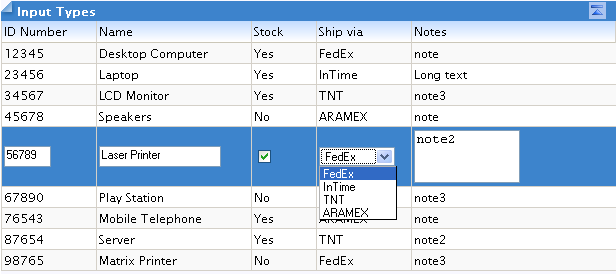 Input Types
ID Number Name Stock Ship via Notes
12345 Desktop Computer Yes FedEx note
23456 Laptop Yes InTime Long text
34567 LCD Monitor Yes TNT note3
45678 Speakers No ARAMEX note
56789 Laser Printer FedEx note2
FedEx
InTime
TNT
ARAMEX
67890 Play Station No note3
76543 Mobile Telephone Yes ARAMEX note
87654 Server Yes TNT note2
98765 Matrix Printer No FedEx note3